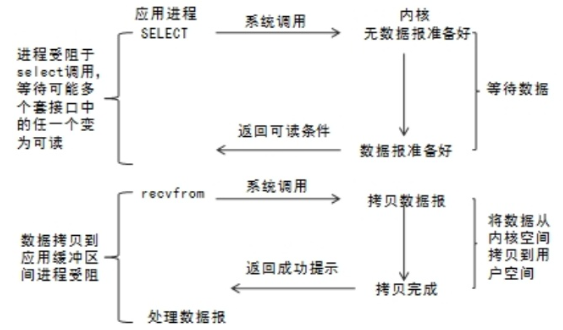 应用进程
SELECT
系统调用
内核
无数据报准备好
进程受阻于
select调用,
等待可能多
个套接口中
的任一个变
为可读
等待数据
返回可读条件
数据报准备好
recvfrom
系统调用
拷贝数据报
数据拷贝到
应用缓冲区
间进程受阻
将数据从
内核空间
拷贝到用
户空间
返回成功提示
拷贝完成
处理数据报